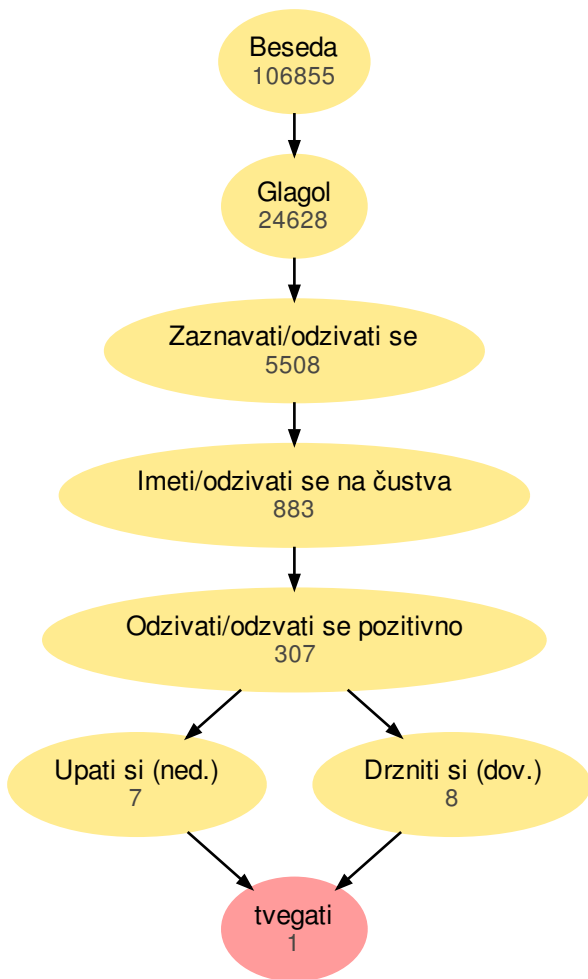 Beseda
106855
Glagol
24628
Zaznavati/odzivati se
5508
Imeti/odzivati se na čustva
883
Odzivati/odzvati se pozitivno
307
Upati si (ned.)
7
Drzniti si (dov.)
8
tvegati
1